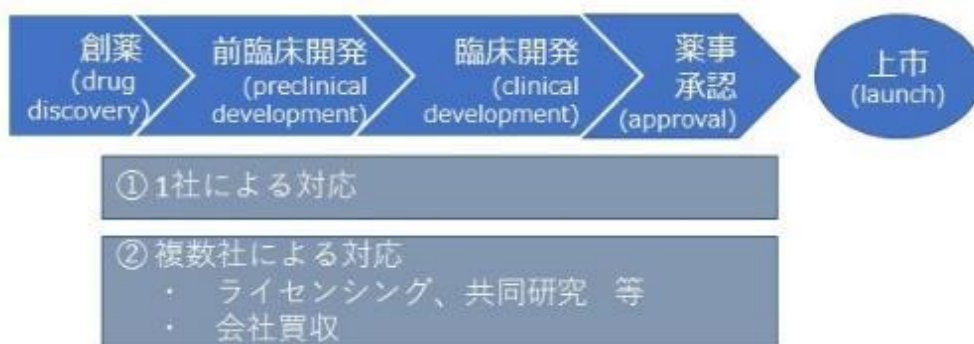 創薬
(drug
discovery)
前臨床開発
(preclinical
development)
臨床開発
(clinical
development)
薬事
承認
(approval)
上市
(launch)
① 1社による対応
② 複数社による対応
・ ライセンシング、共同研究　等
・ 会社買収